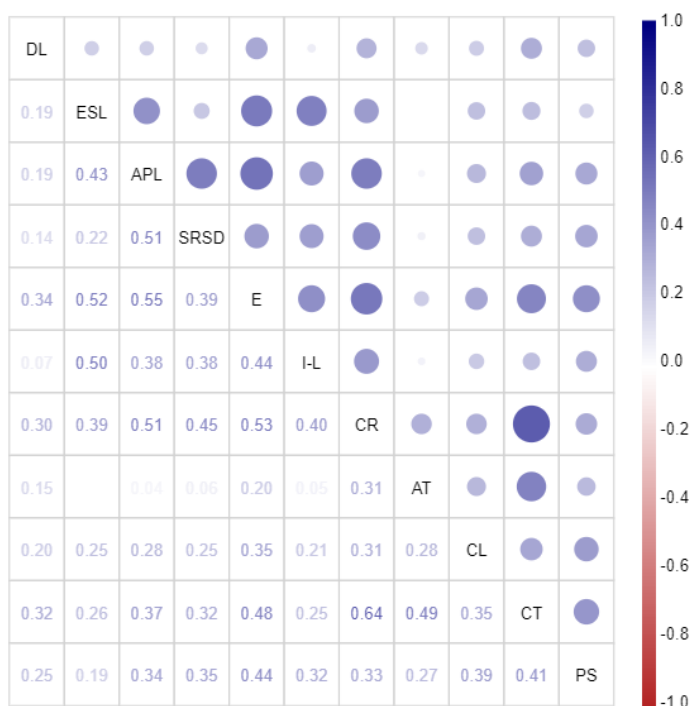 DL
0.19 ESL
0.19 0.43 APL
0.14 0.22 0.51 SRSD
0.34 0.52 0.55 0.39 E
0.07 0.50 0.38 0.38 0.44 I-L
0.30 0.39 0.51 0.45 0.53 0.40 CR
0.15 0.04 0.06 0.20 0.05 0.31 AT
0.20 0.25 0.28 0.25 0.35 0.21 0.31 0.28 CL
0.32 0.26 0.37 0.32 0.48 0.25 0.64 0.49 0.35 CT
0.25 0.19 0.34 0.35 0.44 0.32 0.33 0.27 0.39 0.41 PS
1.0
0.8
0.6
0.4
0.2
0.0
-0.2
-0.4
-0.6
-0.8
-1.0